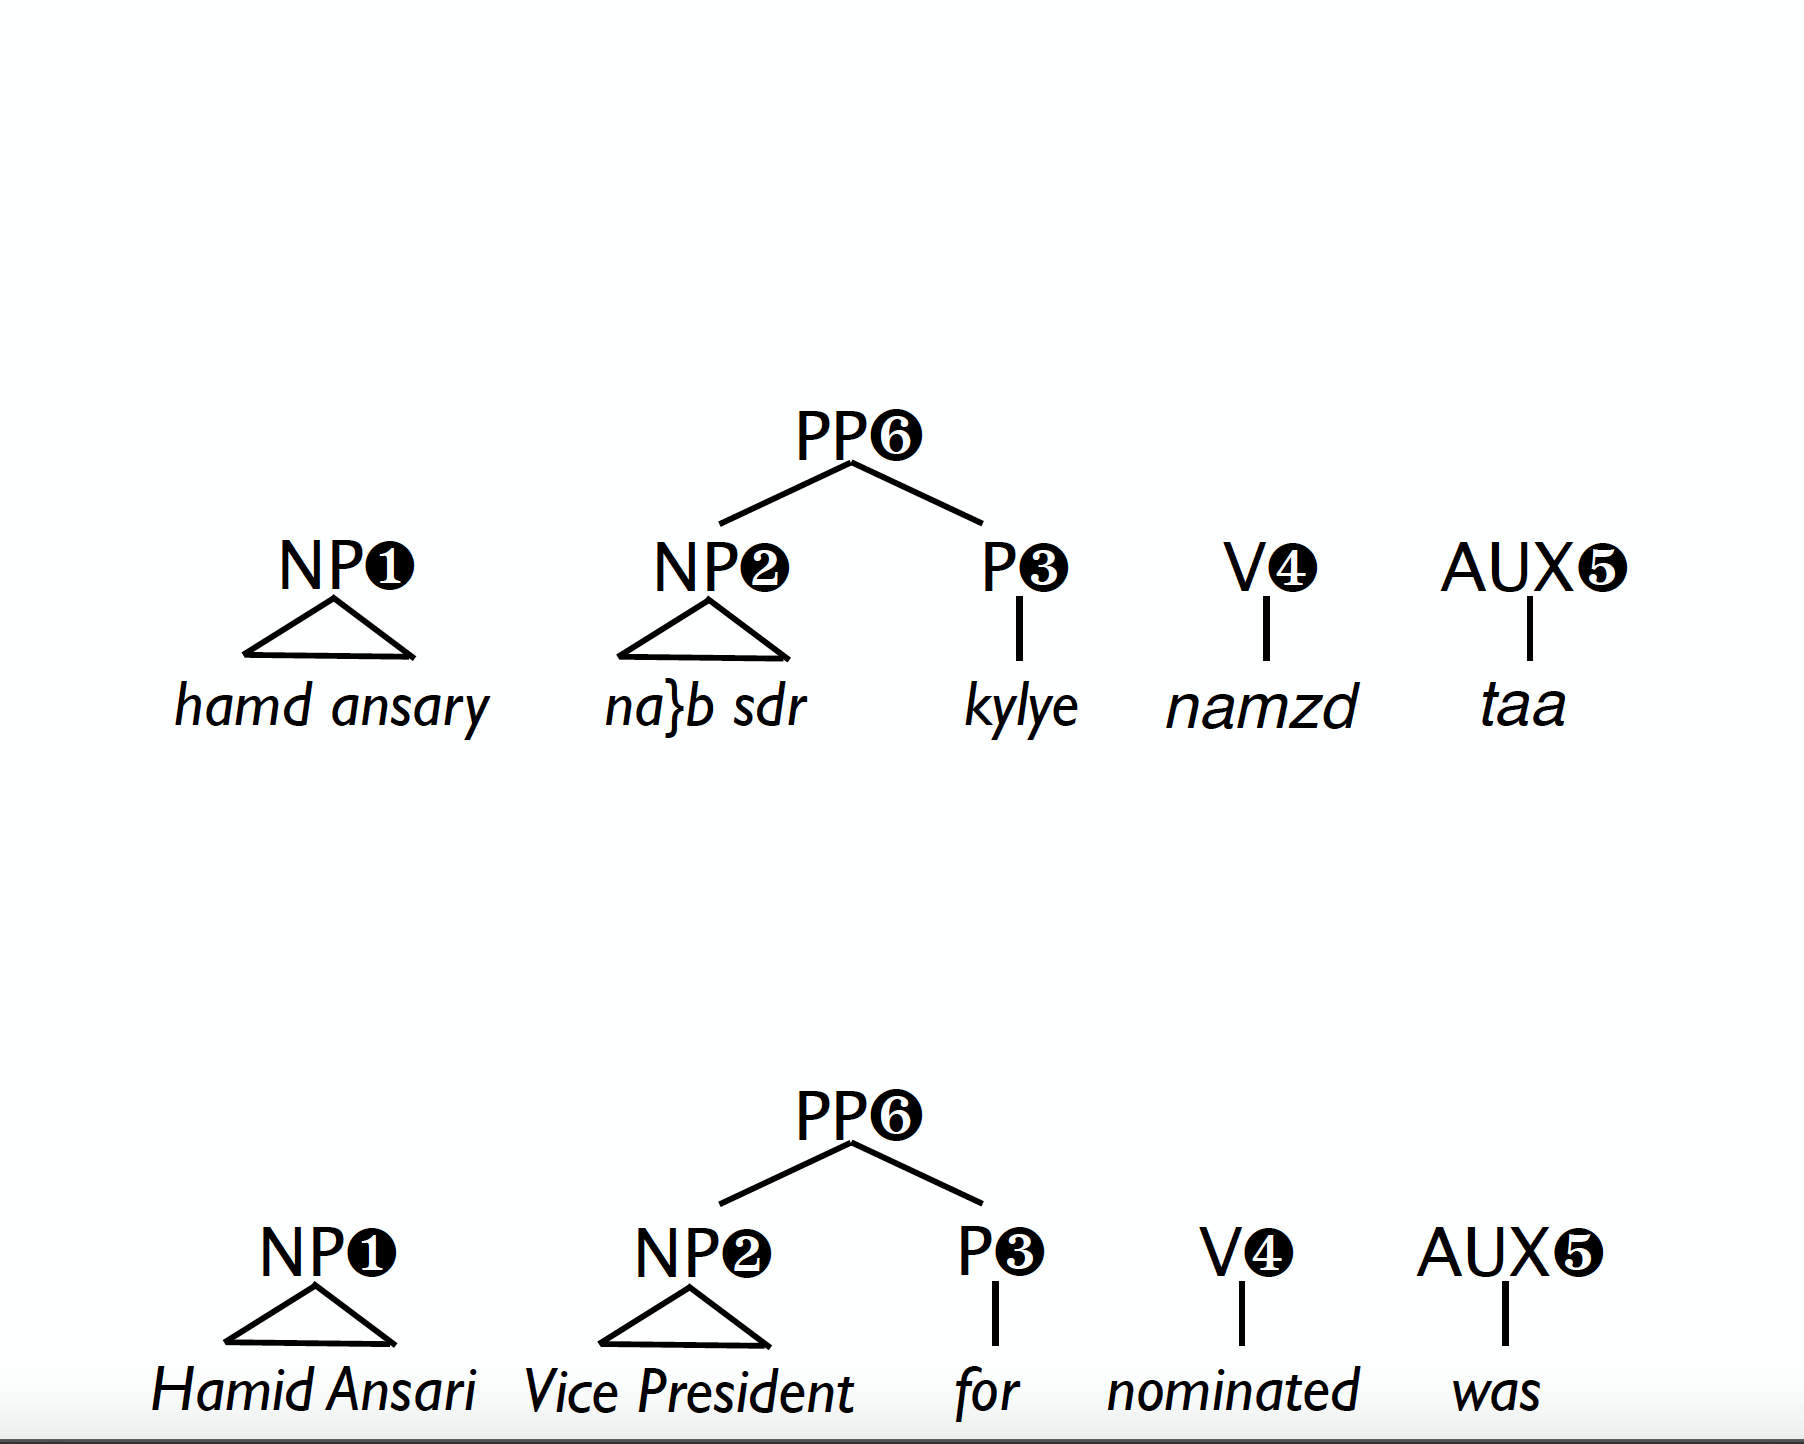 PP❻
NP❶ NP❷ P❸ V❹ AUX❺
hamd ansary na}b sdr kylye namzd taa
PP❻
NP❶ NP❷ P❸ V❹ AUX❺
Hamid Ansari Vice President for nominated was